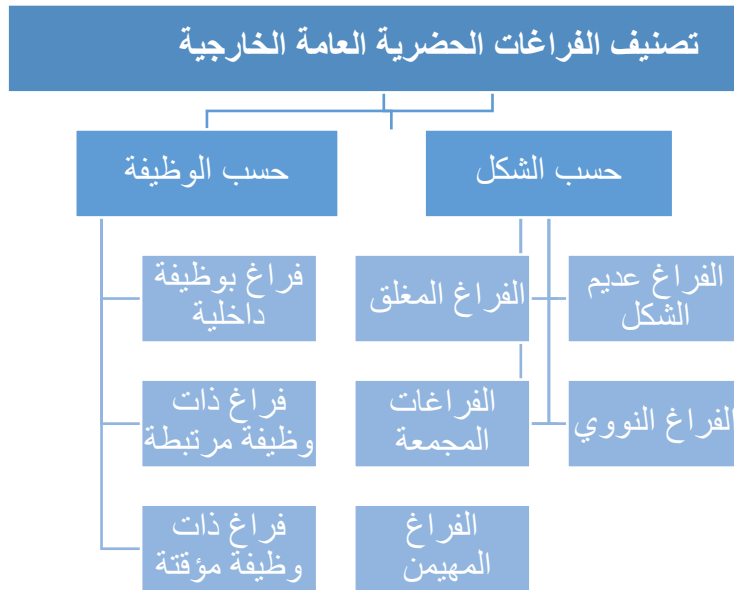 تصنيف الفراغات الحضرية العامة الخارجية
حسب الشكل
حسب الوظيفة
الفراغ عديم
الشكل
الفراغ المغلق
فراغ بوظيفة
داخلية
الفراغ النووي
الفراغات
المجمعة
فراغ ذات
وظيفة مرتبطة
الفراغ
المهيمن
فراغ ذات
وظيفة مؤقتة